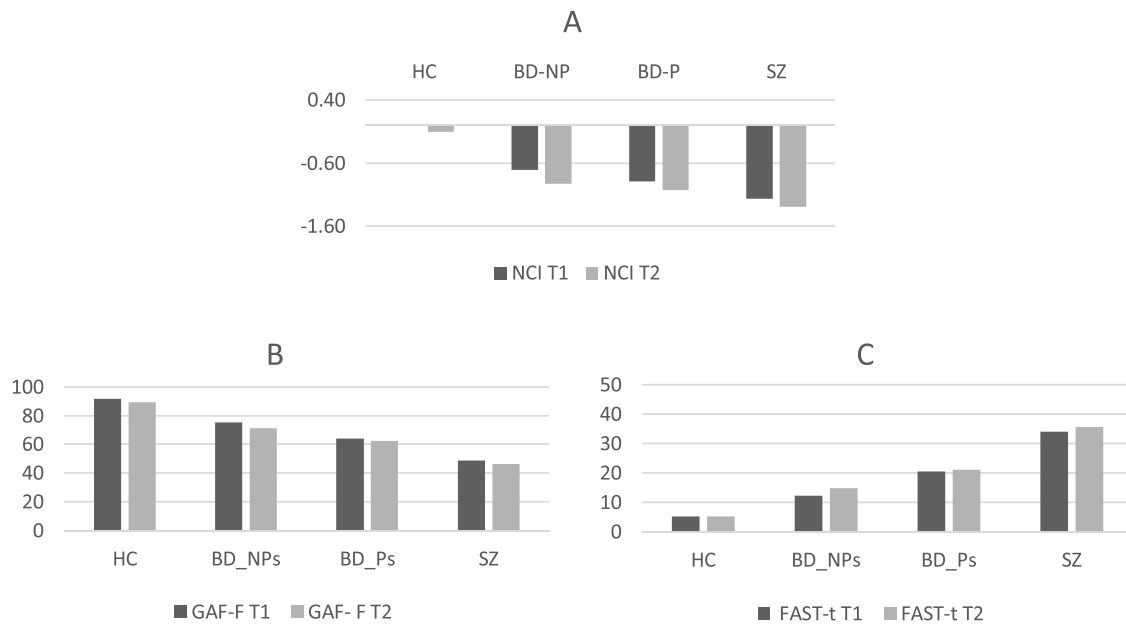 A
HC BD-NP BD-P SZ
0.40
-0.60
-1.60
NCI T1 NCI T2
B
100
80
60
40
20
0
HC BD_NPs BD_Ps SZ
GAF-F T1 GAF- F T2
C
50
40
30
20
10
0
HC BD_NPs BD_Ps SZ
FAST-t T1 FAST-t T2